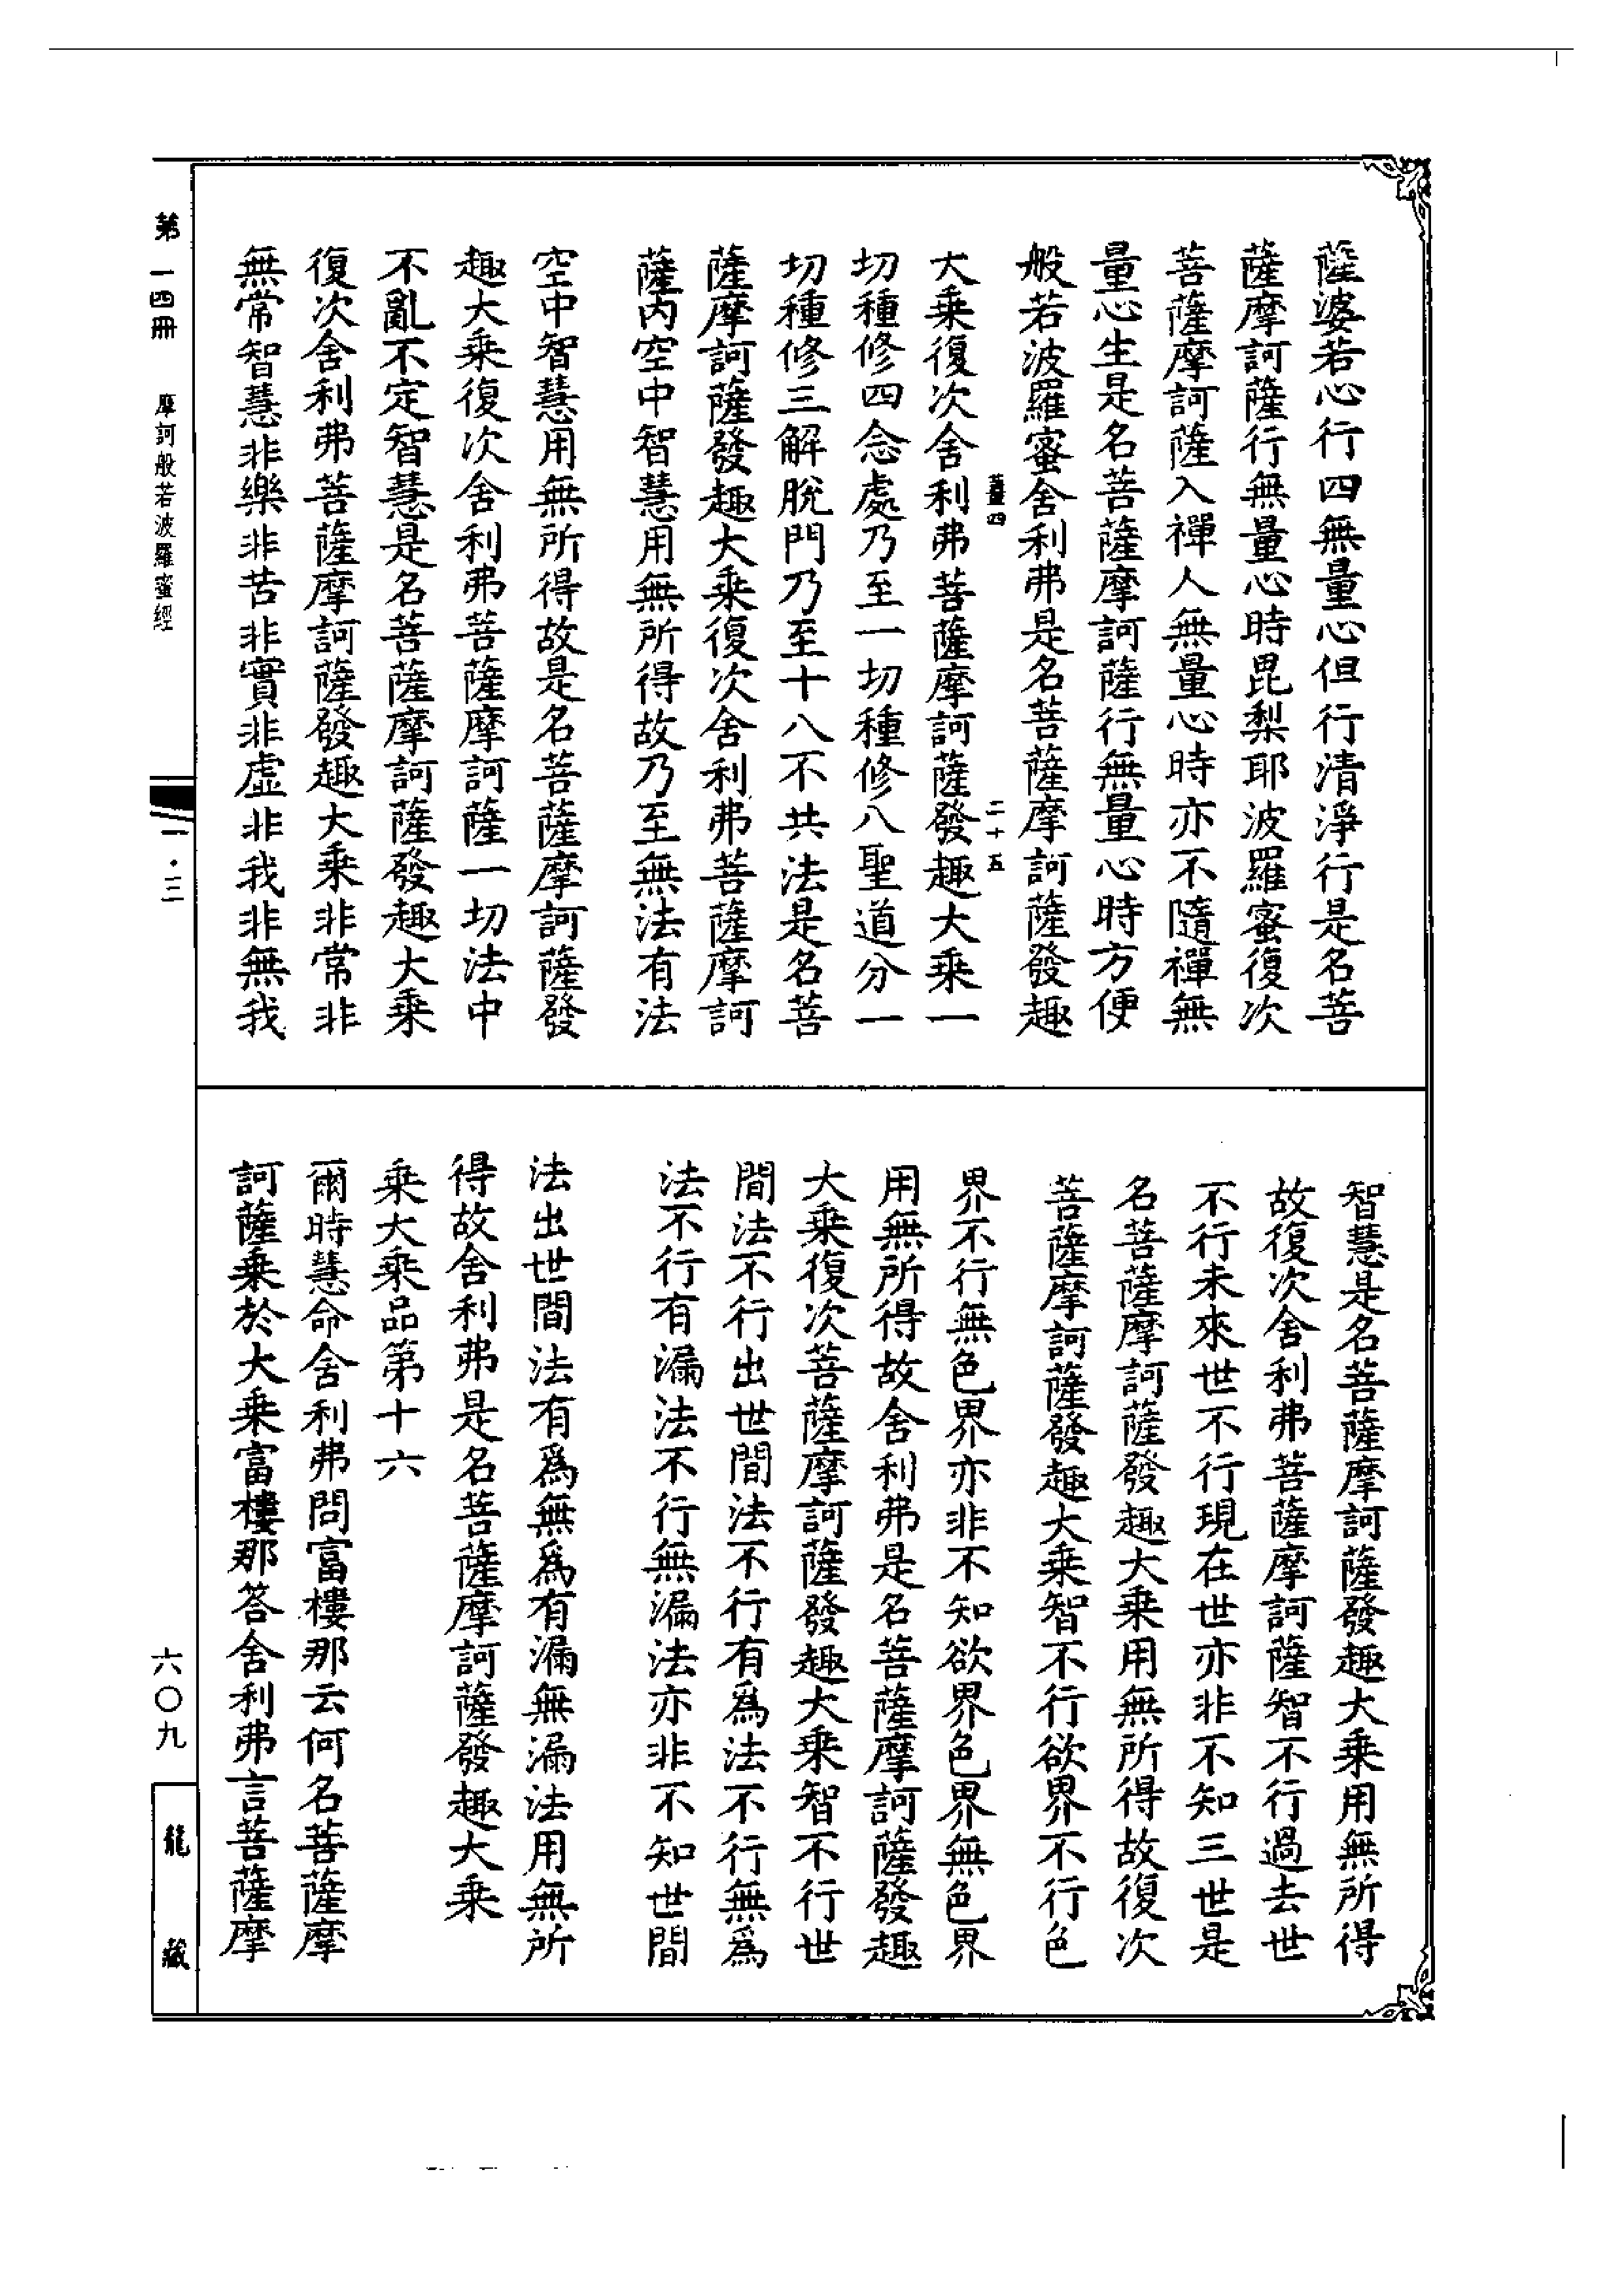 薩婆若心行四無量心但行清淨行是名菩
薩摩訶薩行無量心時毘梨耶波羅蜜復次
菩薩摩訶薩入禪人無量心時亦不隨禪無
量心生是名菩薩摩訶薩行無量心時方便
般若波羅蜜舍利弗是名菩薩摩訶薩發趣
二十五
大乘復次舍利弗菩薩摩訶薩發趣大乘一
切種修四念處乃至一切種修八聖道分一
切種修三解脫門乃至十八不共法是名菩
薩摩訶薩發趣大乘復次舍利弗菩薩摩訶
薩內空中智慧用無所得故乃至無法有法
空中智慧用無所得故是名菩薩摩訶薩發
趣大乘復次舍利弗菩薩摩訶薩一切法中
不亂不定智慧是名菩薩摩訶薩發趣大乘
復次舍利弗菩薩摩訶薩發趣大乘非常非
無常智慧非樂非苦非實非虛非我非無我
智慧是名菩薩摩訶薩發趣大乘用無所得
故復次舍利弗菩薩摩訶薩智不行過去世
不行未來世不行現在世亦非不知三世是
名菩薩摩訶薩發趣大乘用無所得故復次
菩薩摩訶薩發趣大乘智不行欲界不行色
界不行無色界亦非不知欲界色界無色界
用無所得故舍利弗是名菩薩摩訶薩發趣
大乘復次菩薩摩訶薩發趣大乘智不行世
間法不行出世間法不行有爲法不行無爲
法不行有漏法不行無漏法亦非不知世間
法出世間法有爲無爲有漏無漏法用無所
得故舍利弗是名菩薩摩訶薩發趣大乘
乘大乘品第十六
爾時慧命舍利弗問富樓那云何名菩薩摩
訶薩乘於大乘富樓那答舍利弗言菩薩摩
第一四冊
摩訶般若波羅蜜經
六〇九
龍藏